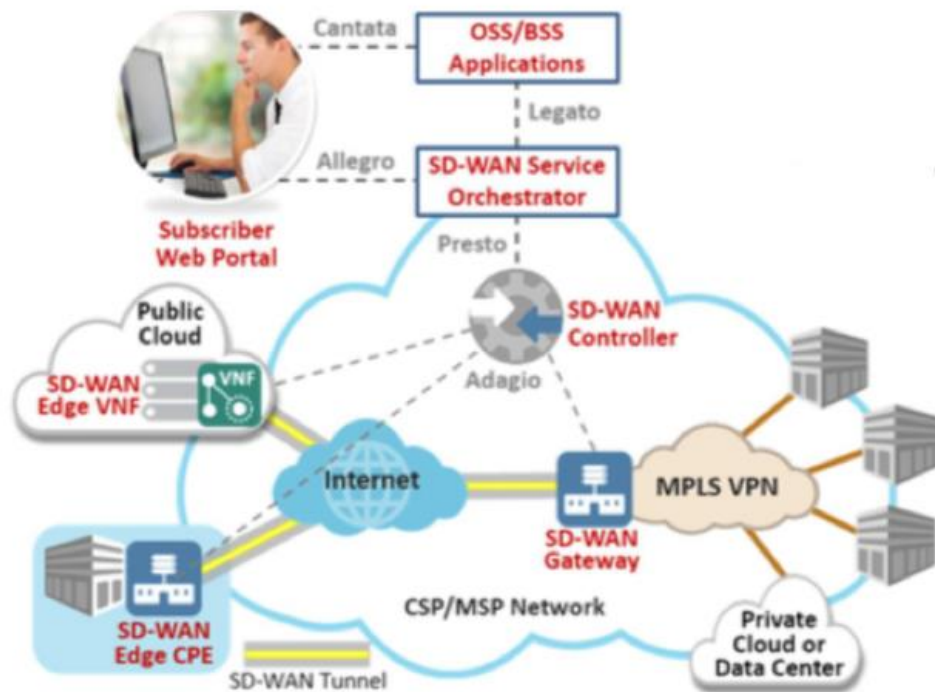 Cantata
OSS/BSS
Applications
Legato
Allegro
SD-WAN Service
Orchestrator
Subscriber
Web Portal
Presto
Public
Cloud
SD-WAN
Controller
VNF
SD-WAN
Edge VNF
Adagio
Internet
MPLS VPN
SD-WAN
Gateway
CSP/MSP Network
SD-WAN
Edge CPE
Private
Cloud or
Data Center
SD-WAN Tunnel